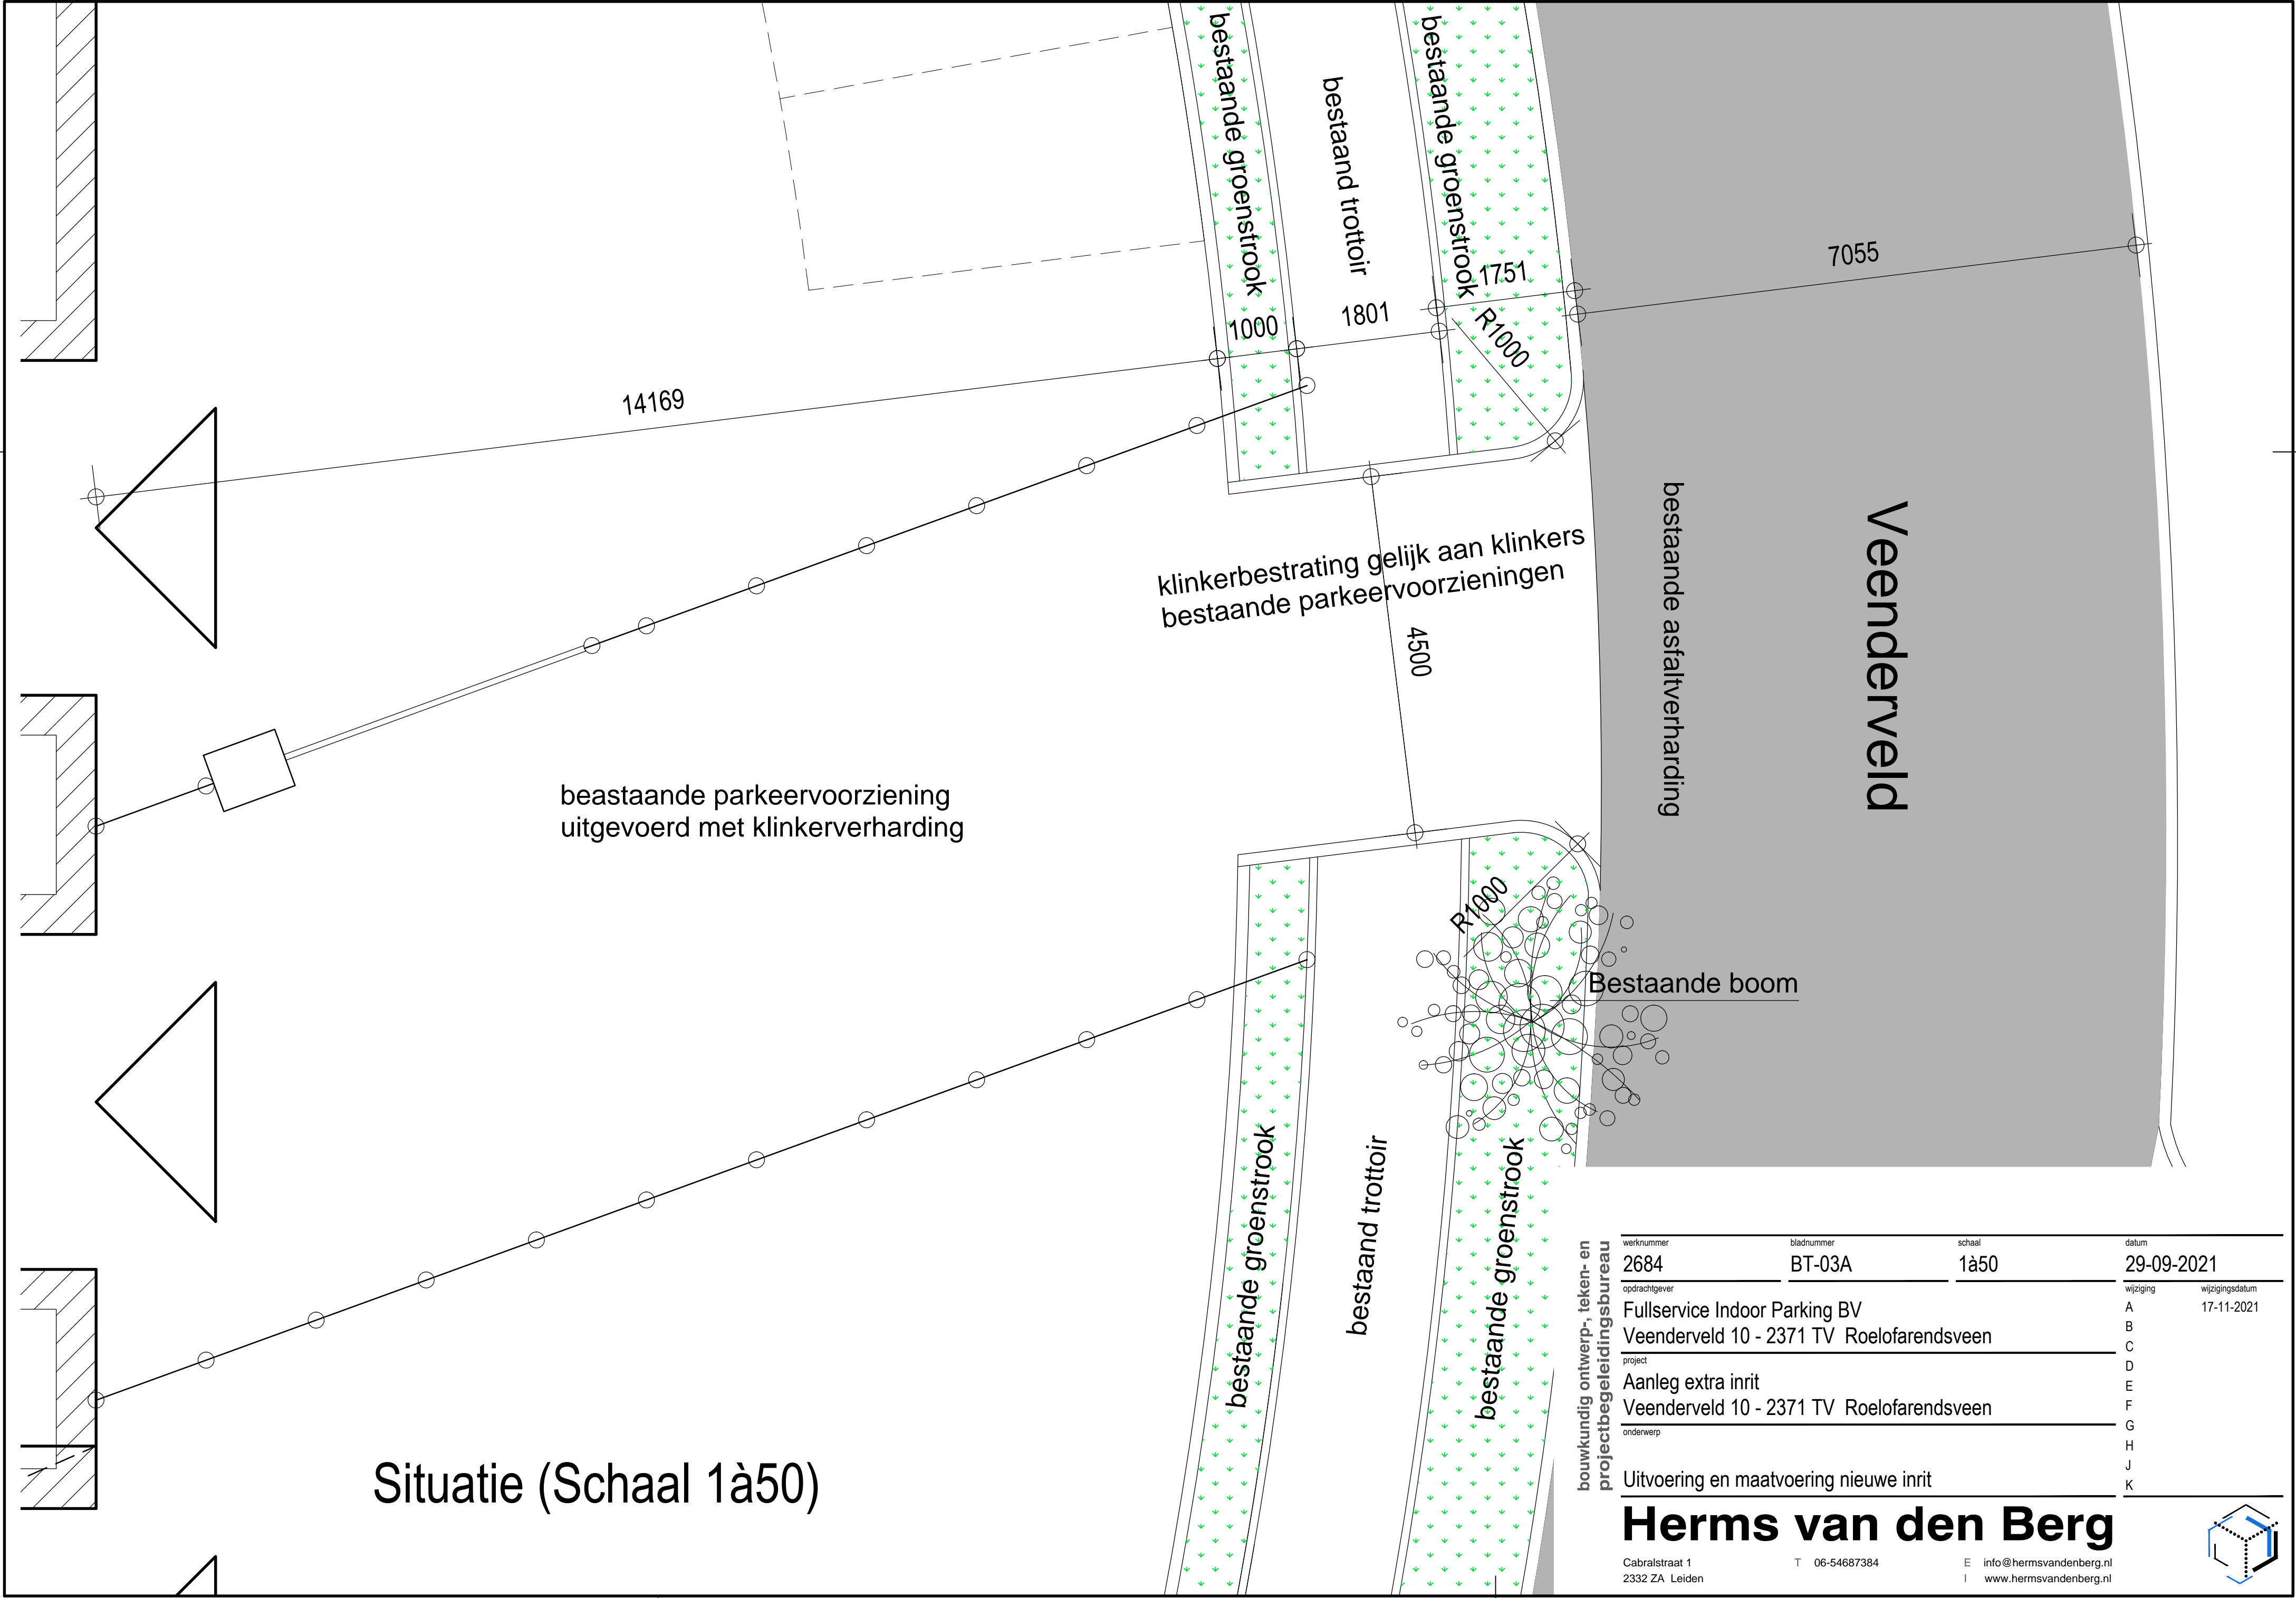 bestaande groenstrook
bestaand trottoir
bestaande groenstrook
7055
1751
1801
1000
R1000
14169
klinkerbestrating gelijk aan klinkers
bestaande parkeervoorzieningen
4500
bestaande asfaltverharding
Veenderveld
beastaande parkeervoorziening
uitgevoerd met klinkerverharding
R1000
Bestaande boom
bestaande groenstrook
bestaand trottoir
bestaande groenstrook
Situatie (Schaal 1à50)
bouwkundig ontwerp-, teken- en
projectbegeleidingsbureau
werknummer bladnummer schaal datum
2684 BT-03A 1à50 29-09-2021
opdrachtgever wijziging wijzigingsdatum
Fullservice Indoor Parking BV A 17-11-2021
B
Veenderveld 10 - 2371 TV Roelofarendsveen
C
project
D
Aanleg extra inrit E
Veenderveld 10 - 2371 TV Roelofarendsveen F
G
onderwerp
H
J
Uitvoering en maatvoering nieuwe inrit K
Herms van den Berg
Cabralstraat 1 T 06-54687384 E info@hermsvandenberg.nl
2332 ZA Leiden I www.hermsvandenberg.nl